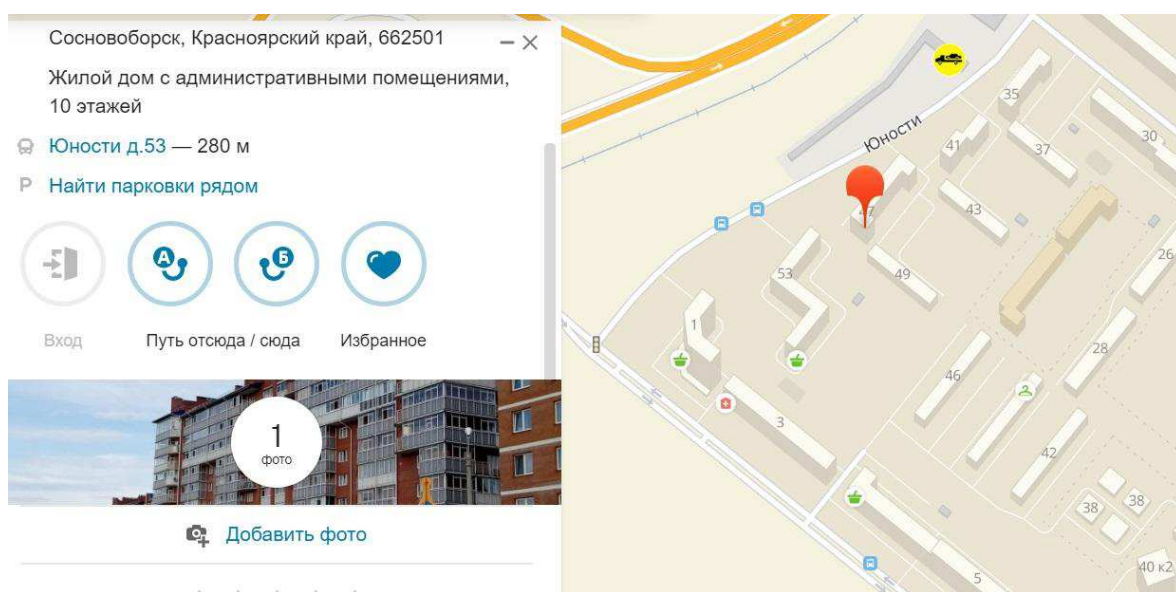 Сосновоборск, Красноярский край, 662501
Жилой дом с административными помещениями,
10 этажей
Юности д.53 — 280 м
Р Найти парковки рядом
А
Б
Вход
Путь отсюда / сюда
Избранное
1
фото
Добавить фото
Юности
35
30
41
37
47
43
26
53
49
1
28
46
3
42
38
38
40 к2
5